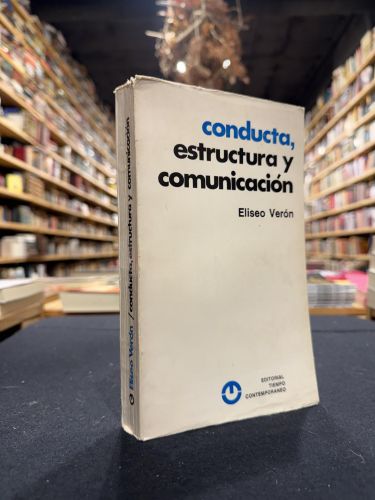 conducta,
estructura y
comunicación
Eliseo Verón
EDITORIAL
TIEMPO
CONTEMPORANEO
Eliseo Verón / conducta, estructura y comunicación